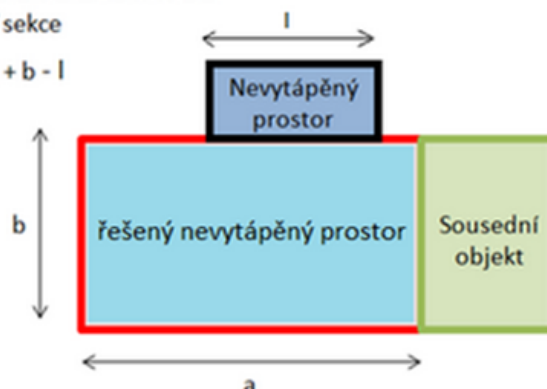 sekce
+ b - l
l
Nevytápěný
prostor
b
řešený nevytápěný prostor
Sousední
objekt
a